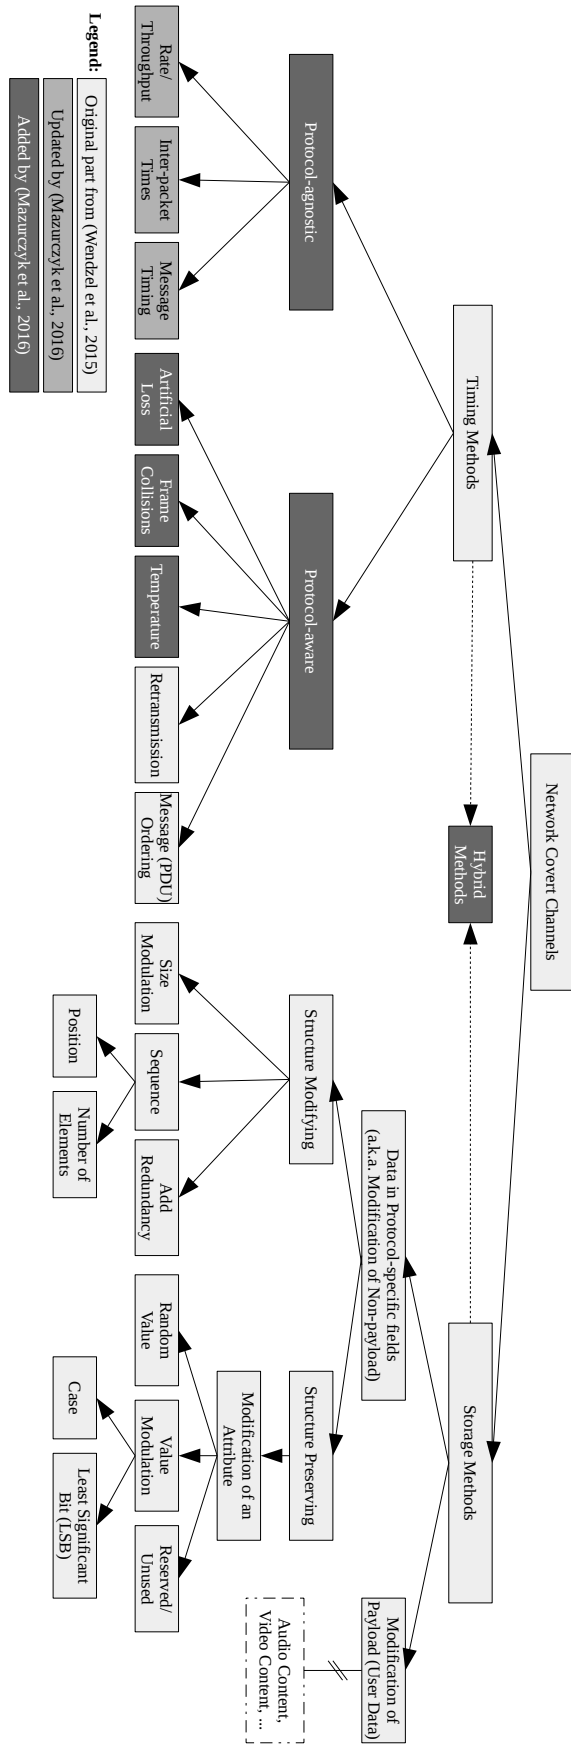 Network Covert Channels
Timing Methods
Hybrid
Methods
Storage Methods
Data in Protocol-specific fields
(a.k.a. Modification of Non-payload)
Modification of
Payload (User Data)
Protocol-agnostic
Protocol-aware
Structure Modifying
Structure Preserving
Audio Content,
Video Content, ...
Modification of an
Attribute
Rate/
Throughput
Inter-packet
Times
Message
Timing
Artificial
Loss
Frame
Collisions
Temperature
Retransmission
Message (PDU)
Ordering
Size
Modulation
Sequence
Add
Redundancy
Random
Value
Value
Modulation
Reserved/
Unused
Position
Number of
Elements
Case
Least Significant
Bit (LSB)
Legend:
Original part from (Wendzel et al., 2015)
Updated by (Mazurczyk et al., 2016)
Added by (Mazurczyk et al., 2016)